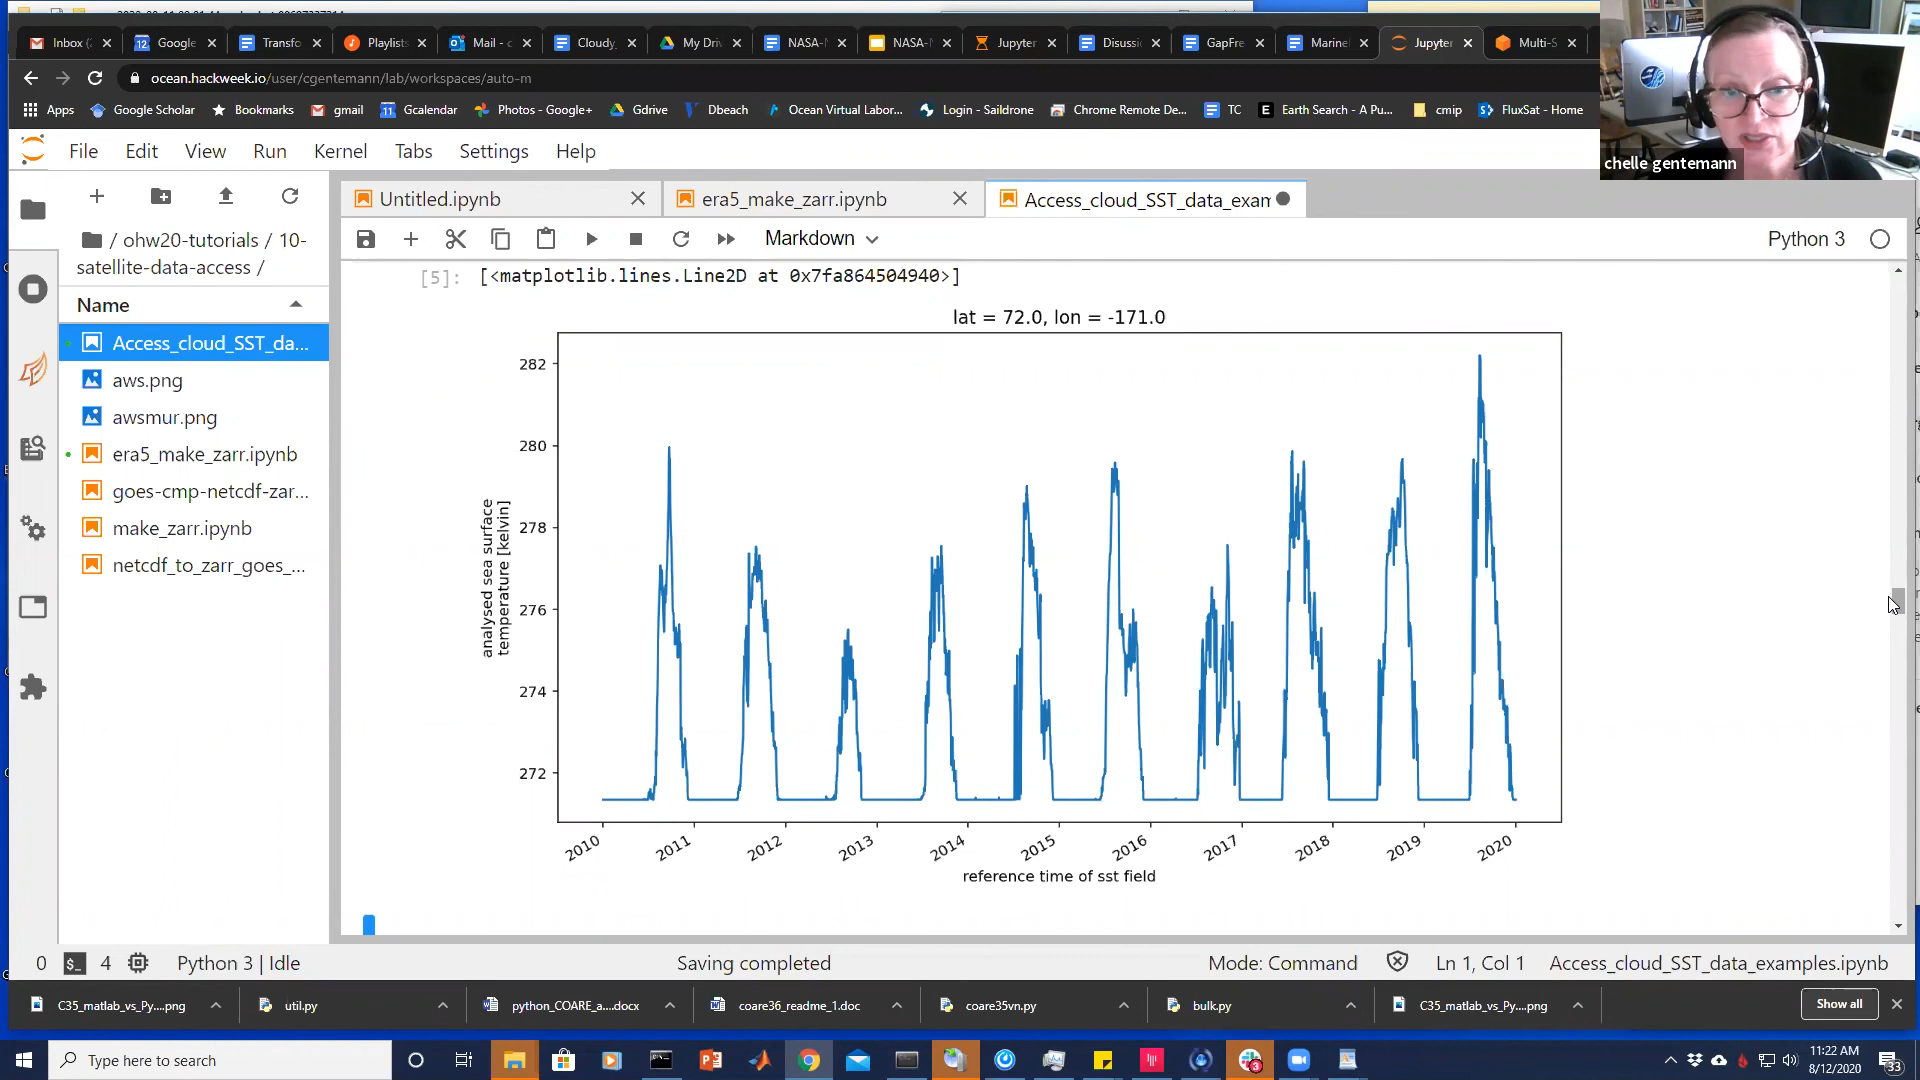 Inbox (
Google
Transfo
Playlists
Mail - c
Cloudy
My Driv
NASA-N
NASA-N
Jupyter
Disussi
GapFre
Marinel
Jupyter
Multi-S
ocean.hackweek.io/user/cgentemann/lab/workspaces/auto-m
Apps
Google Scholar
Bookmarks
gmail
Gcalendar
Photos - Google+
Gdrive
Dbeach
Ocean Virtual Labor...
Login - Saildrone
Chrome Remote De...
TC
Earth Search - A Pu...
cmip
FluxSat - Home
chelle gentemann
File
Edit
View
Run
Kernel
Tabs
Settings
Help
Untitled.ipynb
era5_make_zarr.ipynb
Access_cloud_SST_data_exam
Markdown
Python 3
/ ohw20-tutorials / 10-
satellite-data-access /
Name
Access_cloud_SST_da...
aws.png
awsmur.png
era5_make_zarr.ipynb
goes-cmp-netcdf-zar...
make_zarr.ipynb
netcdf_to_zarr_goes_...
[5]:
[<matplotlib.lines.Line2D at 0x7fa864504940>]
lat = 72.0, lon = -171.0
282
280
278
276
274
272
analysed sea surface
temperature [kelvin]
2010
2011
2012
2013
2014
2015
2016
2017
2018
2019
2020
reference time of sst field
0
4
Python 3 | Idle
Saving completed
Mode: Command
Ln 1, Col 1
Access_cloud_SST_data_examples.ipynb
C35_matlab_vs_Py....png
util.py
python_COARE_a....docx
coare36_readme_1.doc
coare35vn.py
bulk.py
C35_matlab_vs_Py....png
Show all
Type here to search
11:22 AM
8/12/2020
33